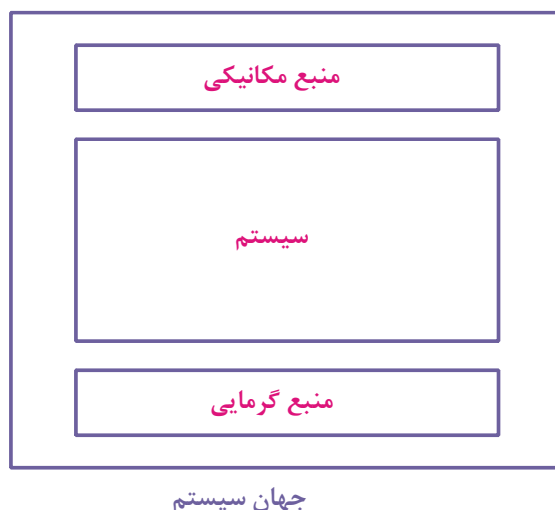 منبع مکانیکی
سیستم
منبع گرمایی
جهان سیستم